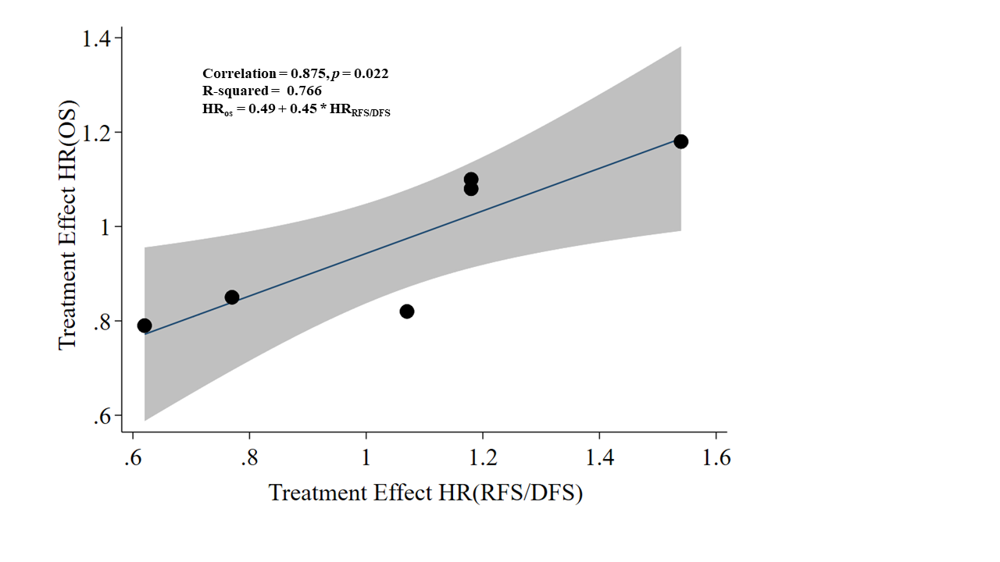 Correlation = 0.875, p = 0.022
R-squared = 0.766
HRos = 0.49 + 0.45 * HRRFS/DFS
Treatment Effect HR(OS)
1.4
1.2
1
.8
.6
.6 .8 1 1.2 1.4 1.6
Treatment Effect HR(RFS/DFS)